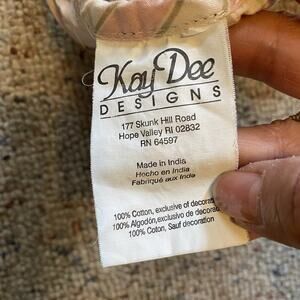 Kay Dee
DESIGNS
177 Skunk Hill Road
Hope Valley RI 02832
RN 64597
Made in India
Hecho en India
Fabriqué aux Inde
100% Cotton, exclusive of decorat
100% Algodón, exclusivo de decora
100% Coton, Sauf decoration